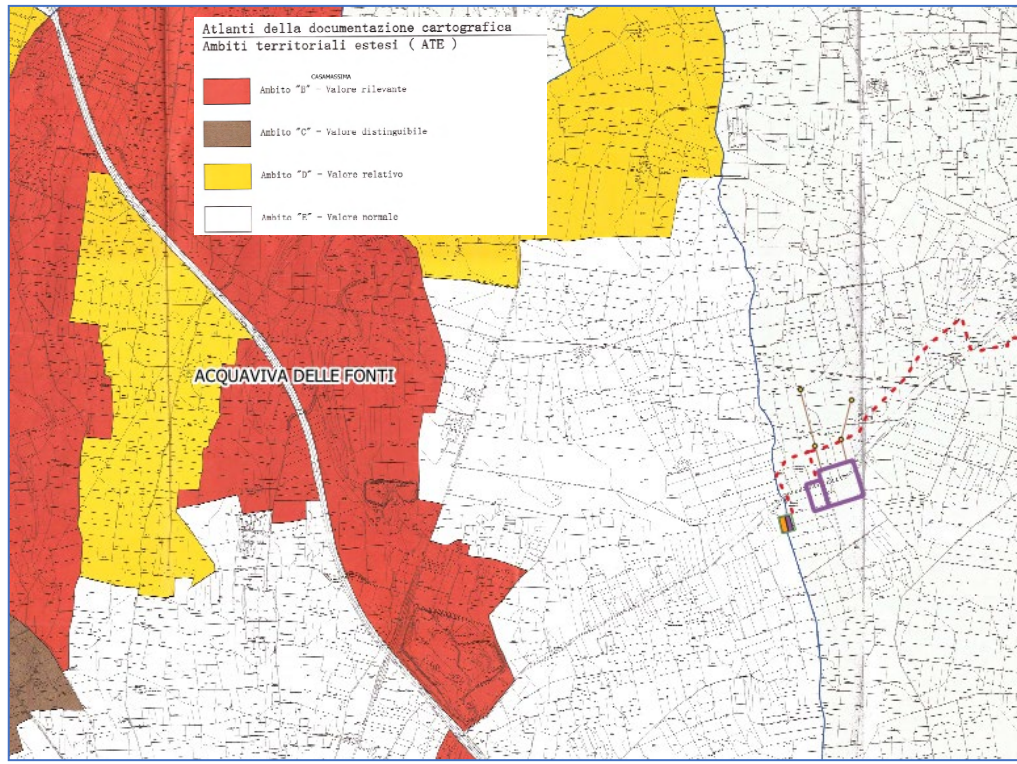 Atlanti della documentazione cartografica
Ambiti territoriali estesi ( ATE )
CASAMASSIMA
Ambito "B" - Valore rilevante
Ambito "C" - Valore distinguibile
Ambito "D" - Valore relativo
Ambito "E" - Valore normale
ACQUAVIVA DELLE FONTI